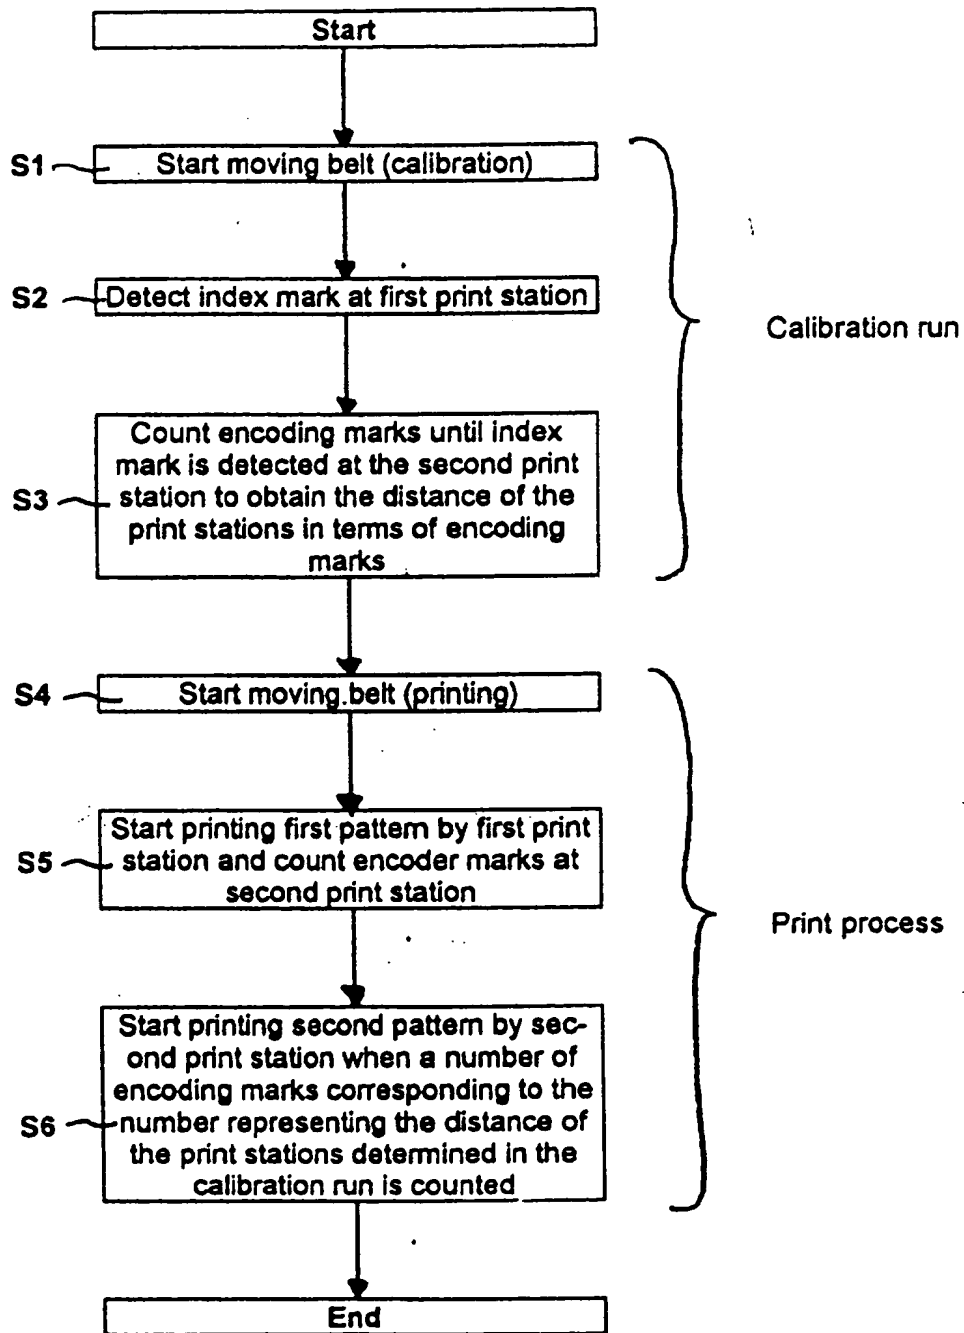 Start
S1
Start moving belt (calibration)
S2
Detect index mark at first print station
Calibration run
S3
Count encoding marks until index
mark is detected at the second print
station to obtain the distance of the
print stations in terms of encoding
marks
S4
Start moving belt (printing)
S5
Start printing first pattern by first print
station and count encoder marks at
second print station
Print process
S6
Start printing second pattern by sec-
ond print station when a number of
encoding marks corresponding to the
number representing the distance of
the print stations determined in the
calibration run is counted
End